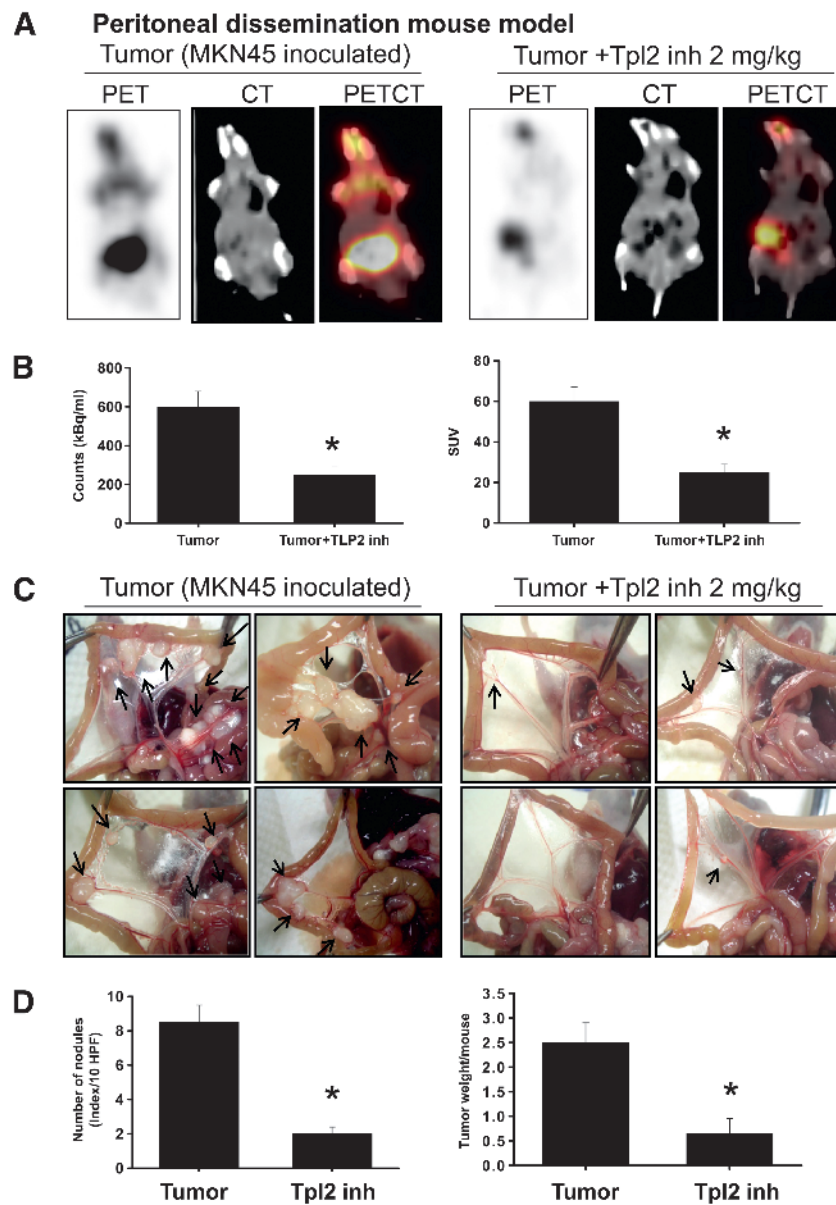 A Peritoneal dissemination mouse model
Tumor (MKN45 inoculated) Tumor +Tpl2 inh 2 mg/kg
PET CT PETCT PET CT PETCT
B
Counts (kBq/ml)
800
600
400
200
0
Tumor Tumor+TLP2 inh
SUV
80
60
40
20
0
Tumor Tumor+TLP2 inh
*
*
C Tumor (MKN45 inoculated) Tumor +Tpl2 inh 2 mg/kg
D
Number of nodules
(Index/10 HPF)
10
8
6
4
2
0
Tumor Tpl2 inh
*
Tumor weight/mouse
3.5
3.0
2.5
2.0
1.5
1.0
0.5
0.0
Tumor Tpl2 inh
*